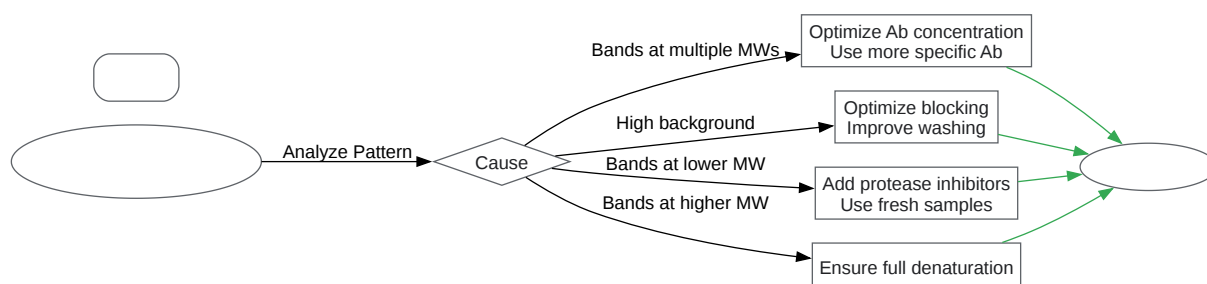 Analyze Pattern
Cause
Bands at multiple MWs
High background
Bands at lower MW
Bands at higher MW
Optimize Ab concentration
Use more specific Ab
Optimize blocking
Improve washing
Add protease inhibitors
Use fresh samples
Ensure full denaturation